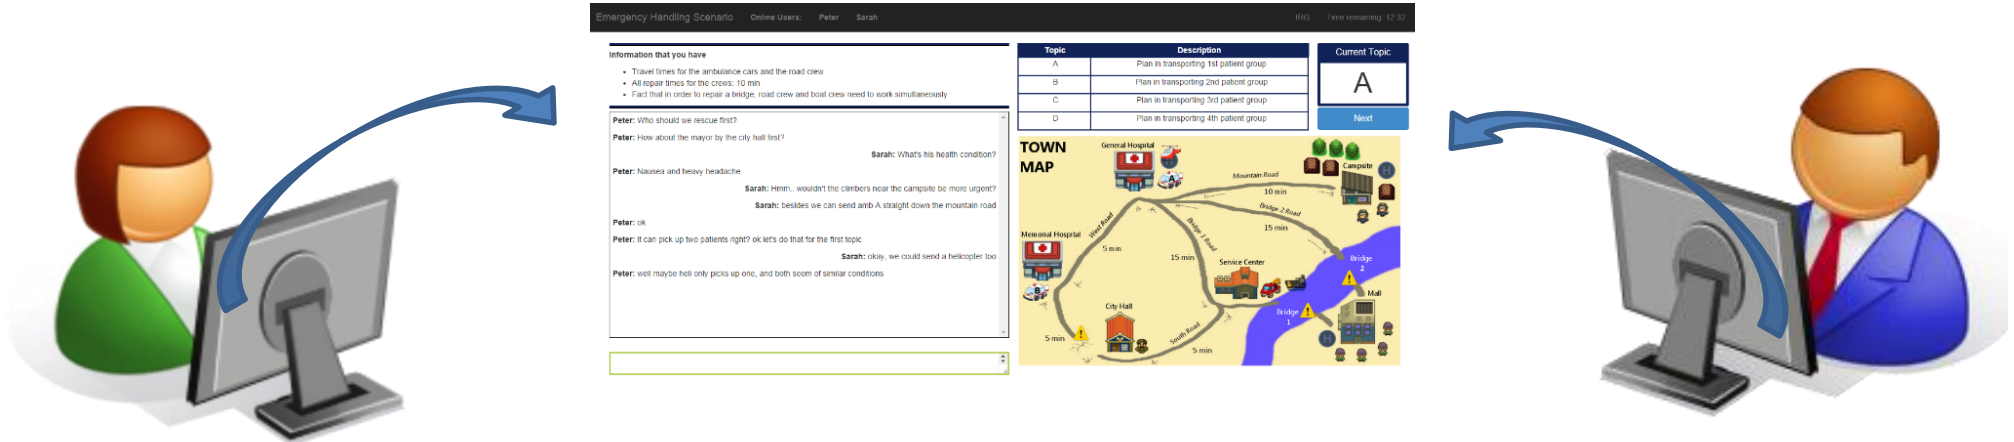 Emergency Handling Scenario Online Users: Peter Sarah IRG Time remaining: 12:32
Information that you have
Travel times for the ambulance cars and the road crew
All repair times for the crews: 10 min
Fact that in order to repair a bridge, road crew and boat crew need to work simultaneously
Peter: Who should we rescue first?
Peter: How about the mayor by the city hall first?
Sarah: What's his health condition?
Peter: Nausea and heavy headache
Sarah: Hmm.. wouldn't the climbers near the campsite be more urgent?
Sarah: besides we can send amb A straight down the mountain road
Peter: ok
Peter: it can pick up two patients right? ok let's do that for the first topic
Sarah: okay, we could send a helicopter too
Peter: well maybe heli only picks up one, and both seem of similar conditions
Topic Description
A Plan in transporting 1st patient group
B Plan in transporting 2nd patient group
C Plan in transporting 3rd patient group
D Plan in transporting 4th patient group
Current Topic
A
Next
TOWN
MAP
General Hospital
A
Campsite
H
Mountain Road
10 min
Bridge 2 Road
15 min
West Road
5 min
Bridge 1 Road
15 min
Memorial Hospital
B
Service Center
Bridge
2
Mall
City Hall
Bridge
1
H
5 min
South Road
5 min